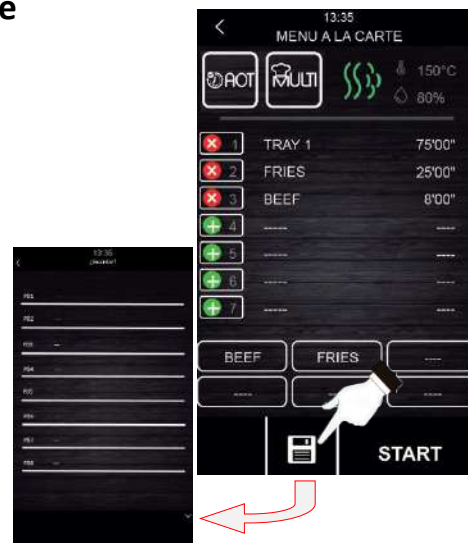 e
13:35
MENU A LA CARTE
AOT MULTI 150°C
80%
1 TRAY 1 75'00"
2 FRIES 25'00"
3 BEEF 8'00"
4 ----- ----
5 ----- ----
6 ----- ----
7 ----- ----
BEEF FRIES ----
---- ----
START
13:35
P01
P02 --
P03 --
P04
P05
P06
P07 --
P08 --